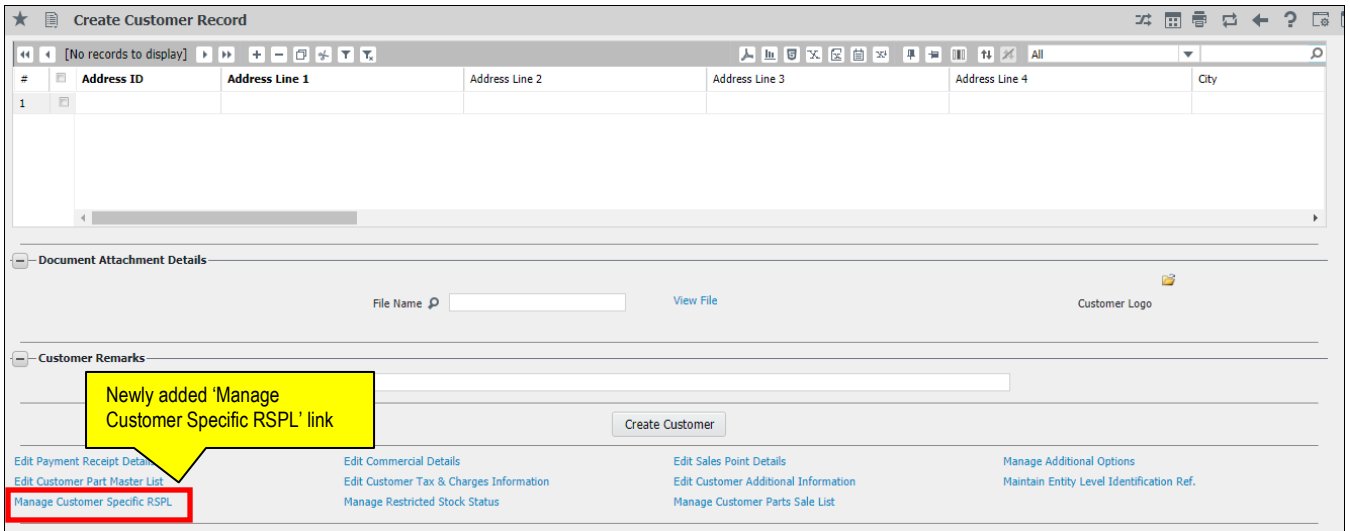 Create Customer Record
[No records to display]
All
# Address ID Address Line 1 Address Line 2 Address Line 3 Address Line 4 City
1
Document Attachment Details
File Name View File Customer Logo
Customer Remarks
Newly added ‘Manage
Customer Specific RSPL’ link
Create Customer
Edit Payment Receipt Details Edit Commercial Details Edit Sales Point Details Manage Additional Options
Edit Customer Part Master List Edit Customer Tax & Charges Information Edit Customer Additional Information Maintain Entity Level Identification Ref.
Manage Customer Specific RSPL Manage Restricted Stock Status Manage Customer Parts Sale List